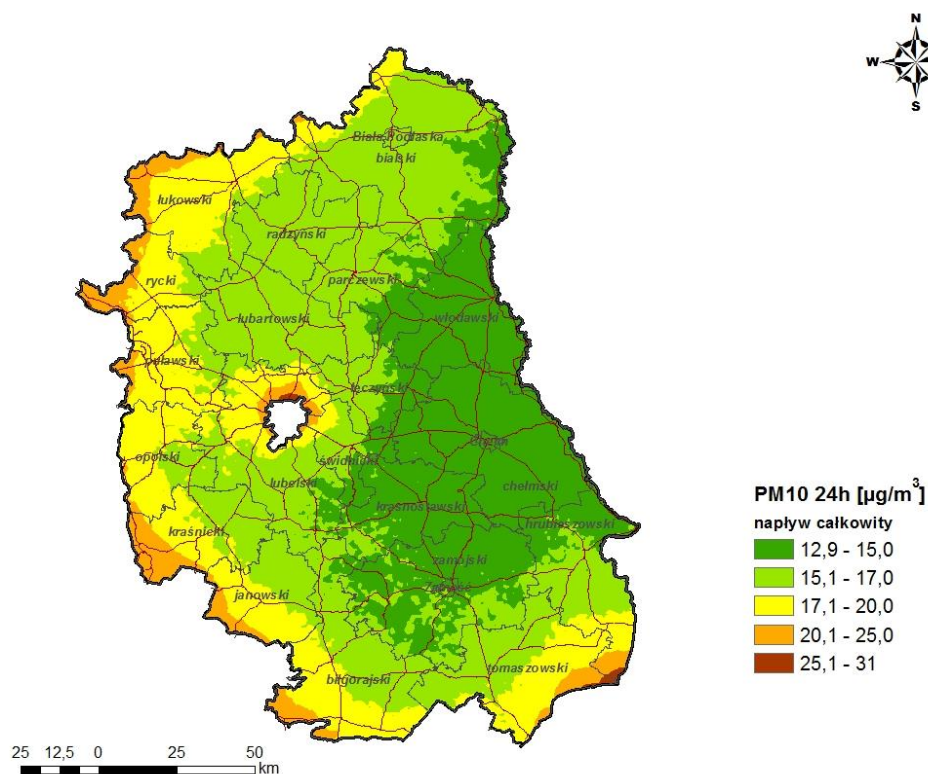 N
W E
S
Biała Podlaska
bialski
łukowski
radzyński
rycki
parczewski
lubartowski
włodawski
puławski
łęczyński
Chełm
opolski
świdnicki
lubelski
chełmski
krasnostawski
kraśnicki
hrubieszowski
zamojski
Zamość
janowski
tomaszowski
biłgorajski
PM10 24h [µg/m³]
napływ całkowity
12,9 - 15,0
15,1 - 17,0
17,1 - 20,0
20,1 - 25,0
25,1 - 31
25 12,5 0 25 50
km